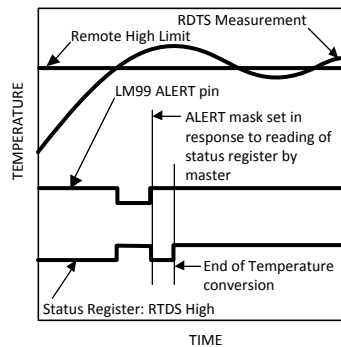 RDTS Measurement
Remote High Limit
LM99 ALERT pin
ALERT mask set in
response to reading of
status register by
master
TEMPERATURE
End of Temperature
conversion
Status Register: RTDS High
TIME